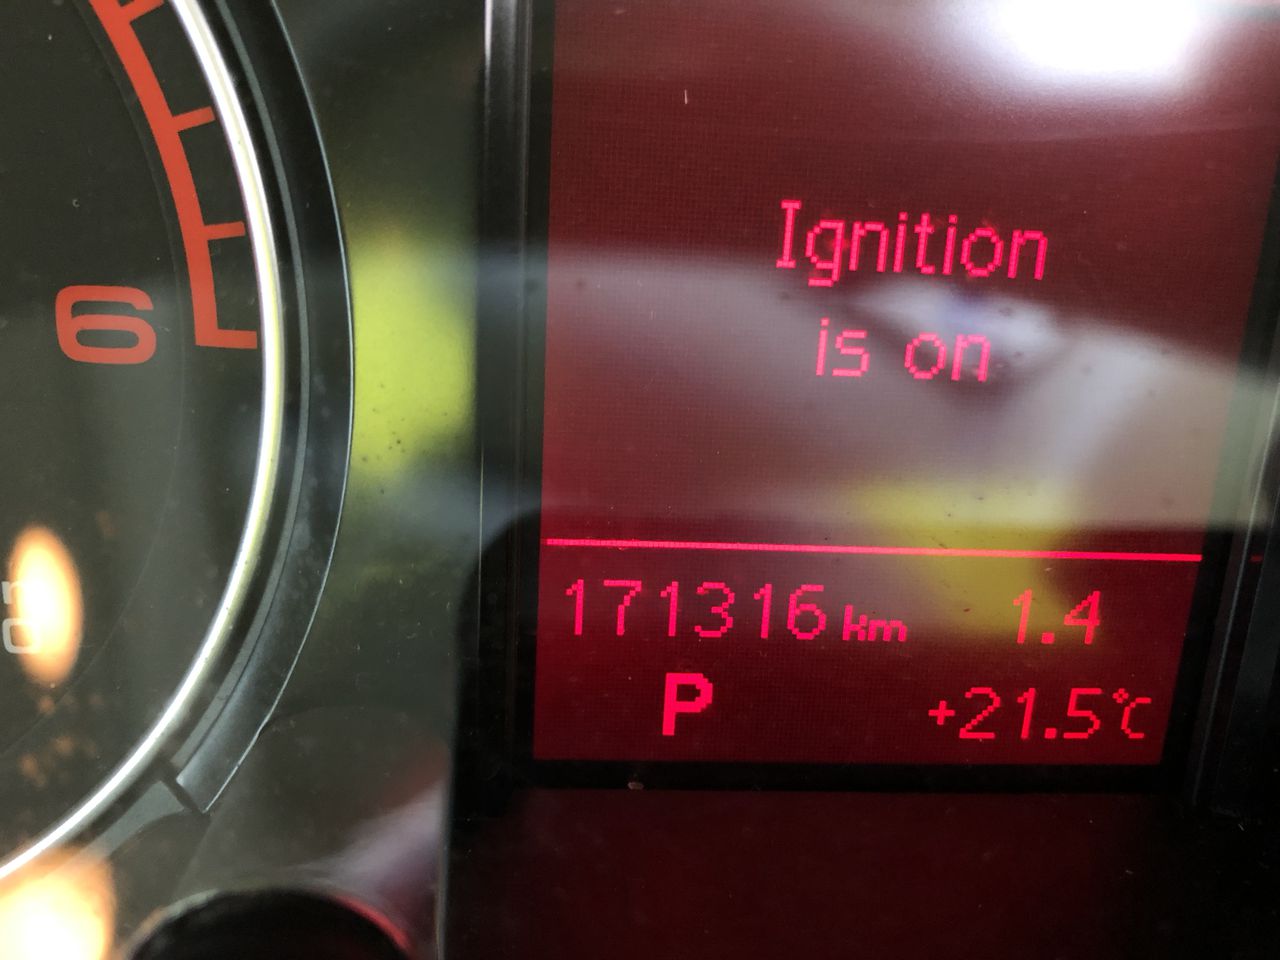 6
Ignition
is on
171316 km 1.4
P +21.5°C